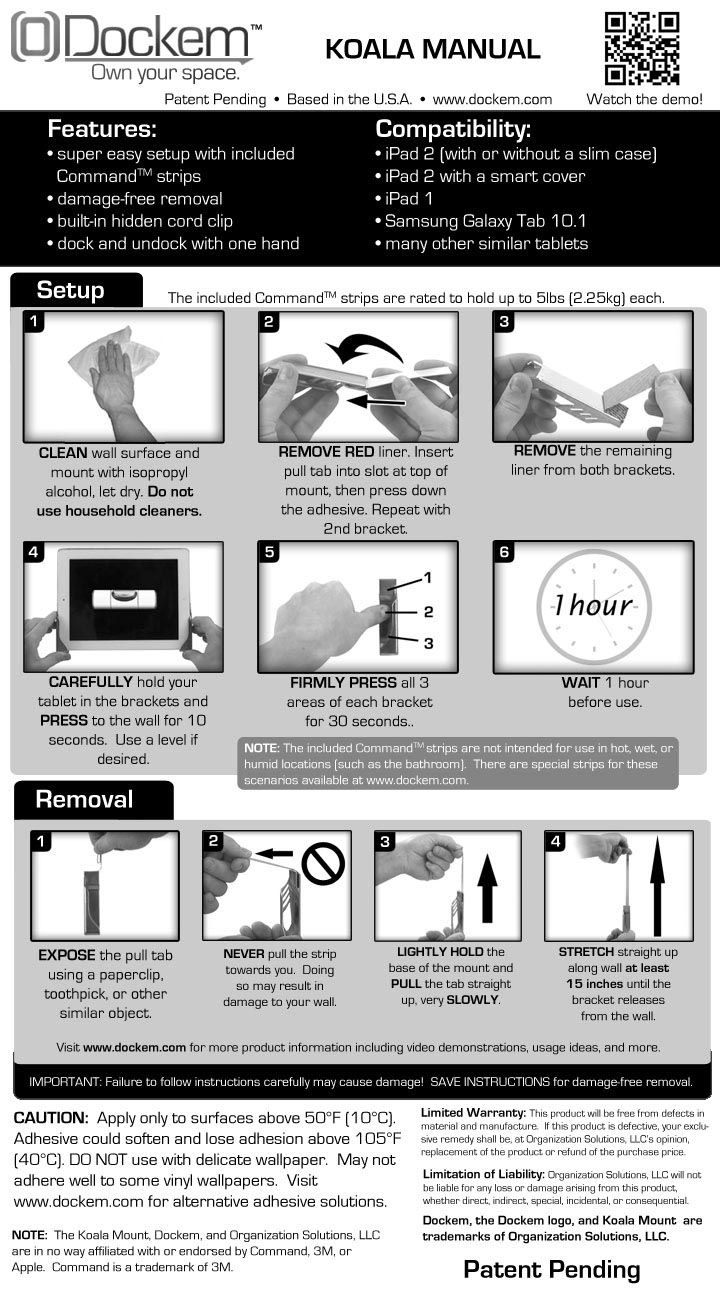 Dockem™
Own your space.
KOALA MANUAL
Patent Pending • Based in the U.S.A. • www.dockem.com
Watch the demo!
Features:
• super easy setup with included
Command™ strips
• damage-free removal
• built-in hidden cord clip
• dock and undock with one hand
Compatibility:
• iPad 2 (with or without a slim case)
• iPad 2 with a smart cover
• iPad 1
• Samsung Galaxy Tab 10.1
• many other similar tablets
Setup
The included Command™ strips are rated to hold up to 5lbs (2.25kg) each.
1
CLEAN wall surface and
mount with isopropyl
alcohol, let dry. Do not
use household cleaners.
2
REMOVE RED liner. Insert
pull tab into slot at top of
mount, then press down
the adhesive. Repeat with
2nd bracket.
3
REMOVE the remaining
liner from both brackets.
4
CAREFULLY hold your
tablet in the brackets and
PRESS to the wall for 10
seconds. Use a level if
desired.
5
1
2
3
FIRMLY PRESS all 3
areas of each bracket
for 30 seconds..
6
1 hour
WAIT 1 hour
before use.
NOTE: The included Command™ strips are not intended for use in hot, wet, or
humid locations (such as the bathroom). There are special strips for these
scenarios available at www.dockem.com.
Removal
1
EXPOSE the pull tab
using a paperclip,
toothpick, or other
similar object.
2
NEVER pull the strip
towards you. Doing
so may result in
damage to your wall.
3
LIGHTLY HOLD the
base of the mount and
PULL the tab straight
up, very SLOWLY.
4
STRETCH straight up
along wall at least
15 inches until the
bracket releases
from the wall.
Visit www.dockem.com for more product information including video demonstrations, usage ideas, and more.
IMPORTANT: Failure to follow instructions carefully may cause damage! SAVE INSTRUCTIONS for damage-free removal.
CAUTION: Apply only to surfaces above 50°F (10°C).
Adhesive could soften and lose adhesion above 105°F
(40°C). DO NOT use with delicate wallpaper. May not
adhere well to some vinyl wallpapers. Visit
www.dockem.com for alternative adhesive solutions.
NOTE: The Koala Mount, Dockem, and Organization Solutions, LLC
are in no way affiliated with or endorsed by Command, 3M, or
Apple. Command is a trademark of 3M.
Limited Warranty: This product will be free from defects in
material and manufacture. If this product is defective, your exclu-
sive remedy shall be, at Organization Solutions, LLC's opinion,
replacement of the product or refund of the purchase price.
Limitation of Liability: Organization Solutions, LLC will not
be liable for any loss or damage arising from this product,
whether direct, indirect, special, incidental, or consequential.
Dockem, the Dockem logo, and Koala Mount are
trademarks of Organization Solutions, LLC.
Patent Pending